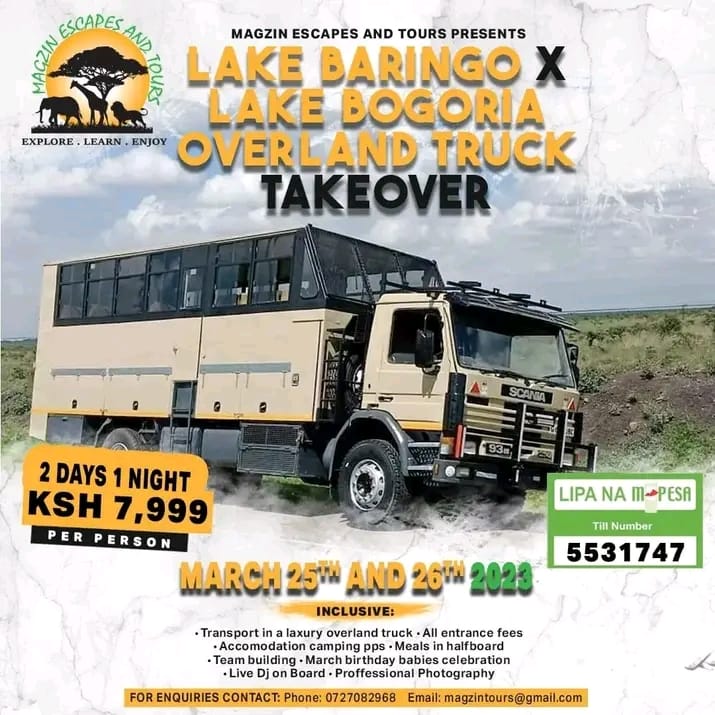 MAGZIN ESCAPES AND TOURS
EXPLORE . LEARN . ENJOY
MAGZIN ESCAPES AND TOURS PRESENTS
LAKE BARINGO X
LAKE BOGORIA
OVERLAND TRUCK
TAKEOVER
SCANIA
2 DAYS 1 NIGHT
KSH 7,999
PER PERSON
LIPA NA M-PESA
Till Number
5531747
MARCH 25TH AND 26TH 2023
INCLUSIVE:
• Transport in a laxury overland truck • All entrance fees
• Accomodation camping pps • Meals in halfboard
• Team building • March birthday babies celebration
• Live Dj on Board • Proffessional Photography
FOR ENQUIRIES CONTACT: Phone: 0727082968 Email: magzintours@gmail.com